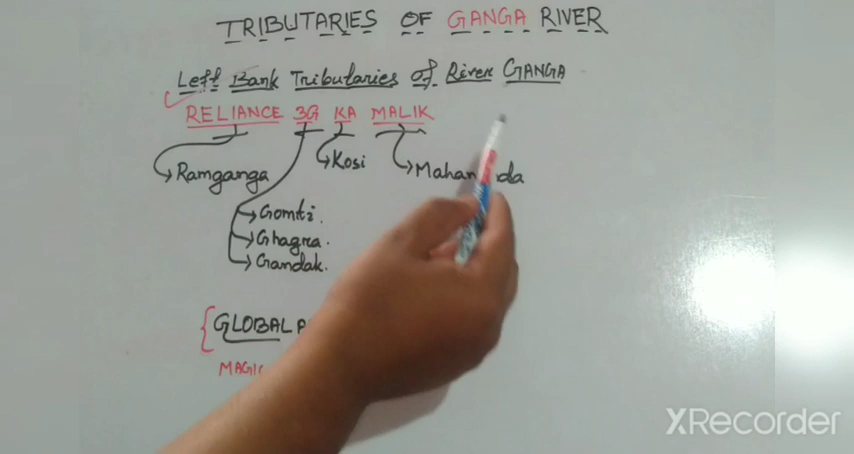 TRIBUTARIES OF GANGA RIVER
Left Bank Tributaries of River GANGA
RELIANCE 3G KA MALIK
Ramganga
Kosi
Gomti.
Ghagra.
Gandak.
GLOBAL
XRecorder